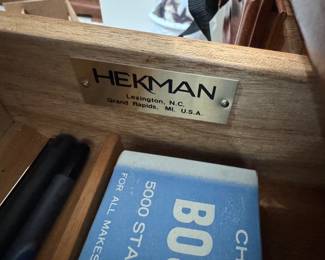 HEKMAN
Lexington, N.C.
Grand Rapids, MI. U.S.A.
CH
BO
5000 STA
FOR ALL MAKES